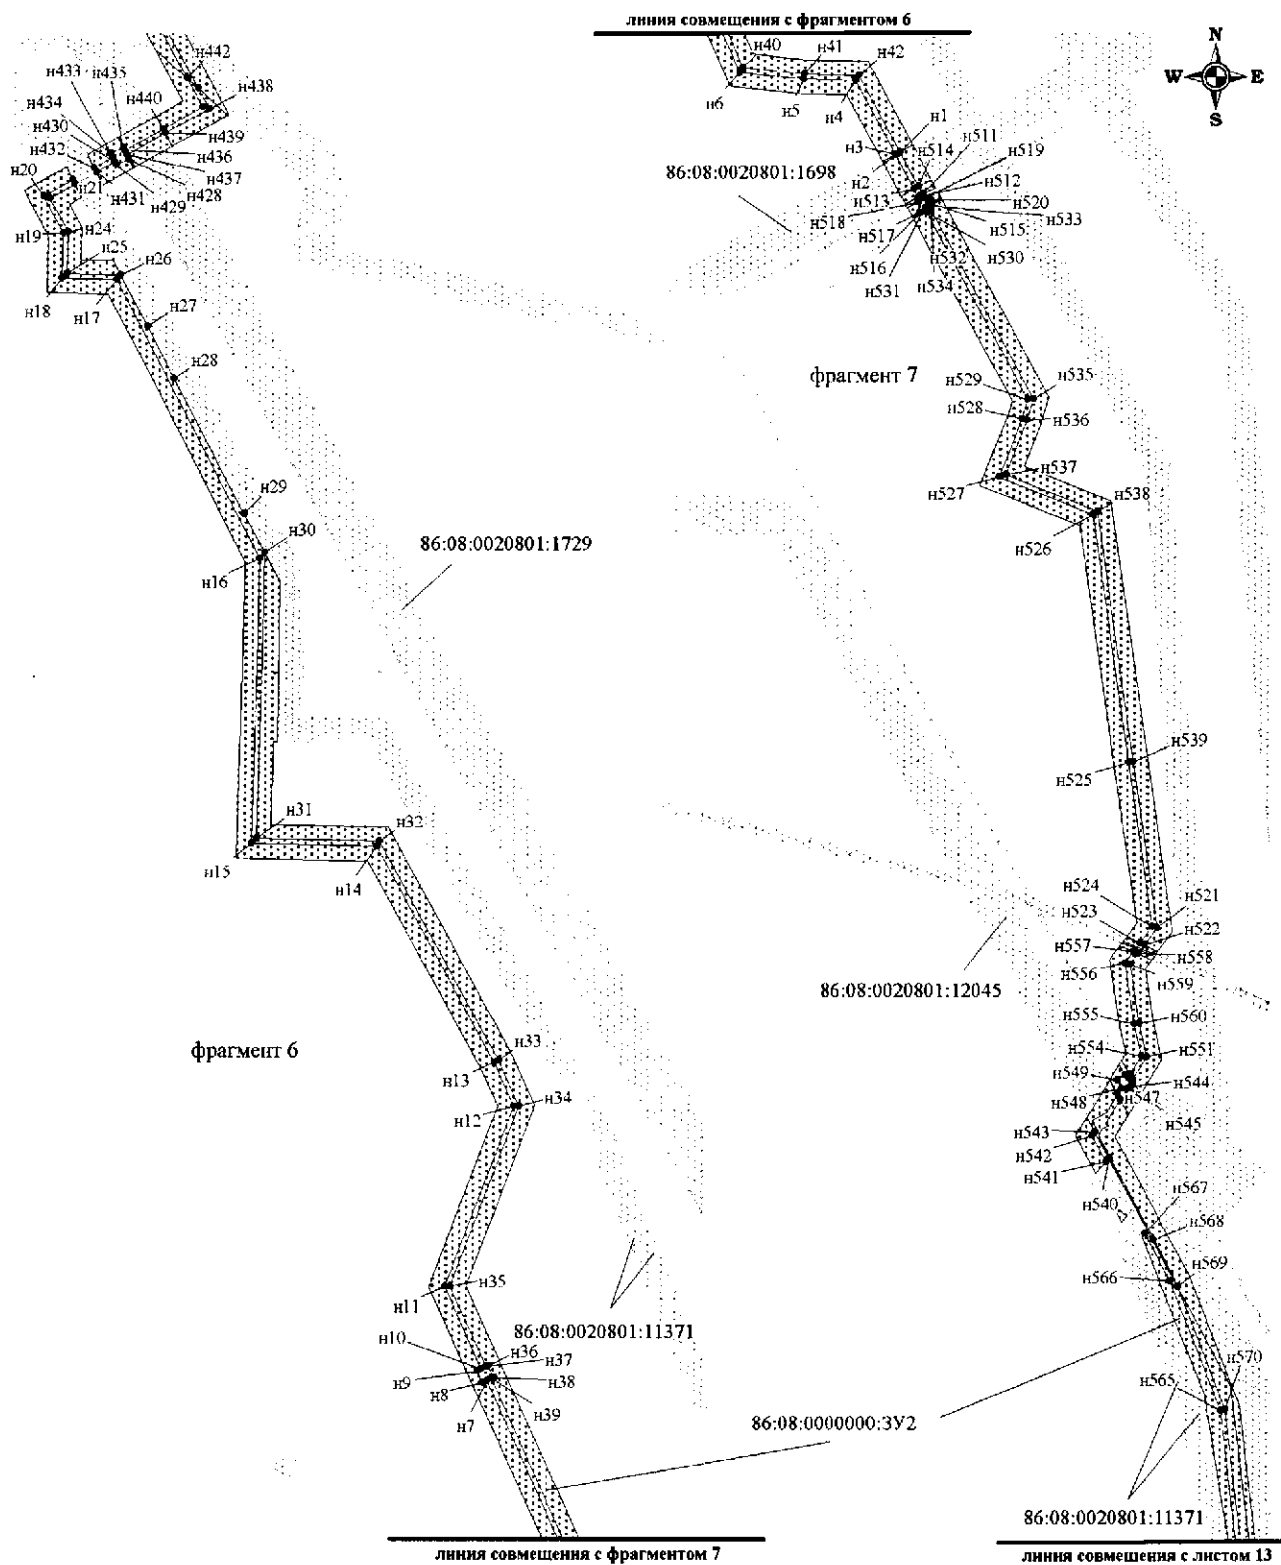 линия совмещения с фрагментом 6
N
W
E
S
н442
н433
н435
н438
н434
н440
н430
н439
н432
н436
н20
н437
н21
н431
н428
н429
н19
н24
н25
н26
н18
н17
н27
н28
н29
н30
н16
86:08:0020801:1729
н31
н32
н15
н14
фрагмент 6
н33
н13
н34
н12
н35
н11
86:08:0020801:11371
н10
н36
н37
н9
н38
н8
н7
н39
86:08:0000000:ЗУ2
линия совмещения с фрагментом 7
н40
н41
н42
н6
н5
н4
н1
н3
н511
н514
н519
86:08:0020801:1698
н2
н512
н513
н520
н518
н533
н517
н515
н532
н530
н516
н531
н534
фрагмент 7
н529
н535
н528
н536
н537
н527
н538
н526
н539
н525
н524
н521
н523
н522
н557
н558
н556
н559
86:08:0020801:12045
н555
н560
н554
н551
н549
н544
н548
н547
н545
н543
н542
н541
н540
н567
н568
н566
н569
н565
н570
86:08:0020801:11371
линия совмещения с листом 13